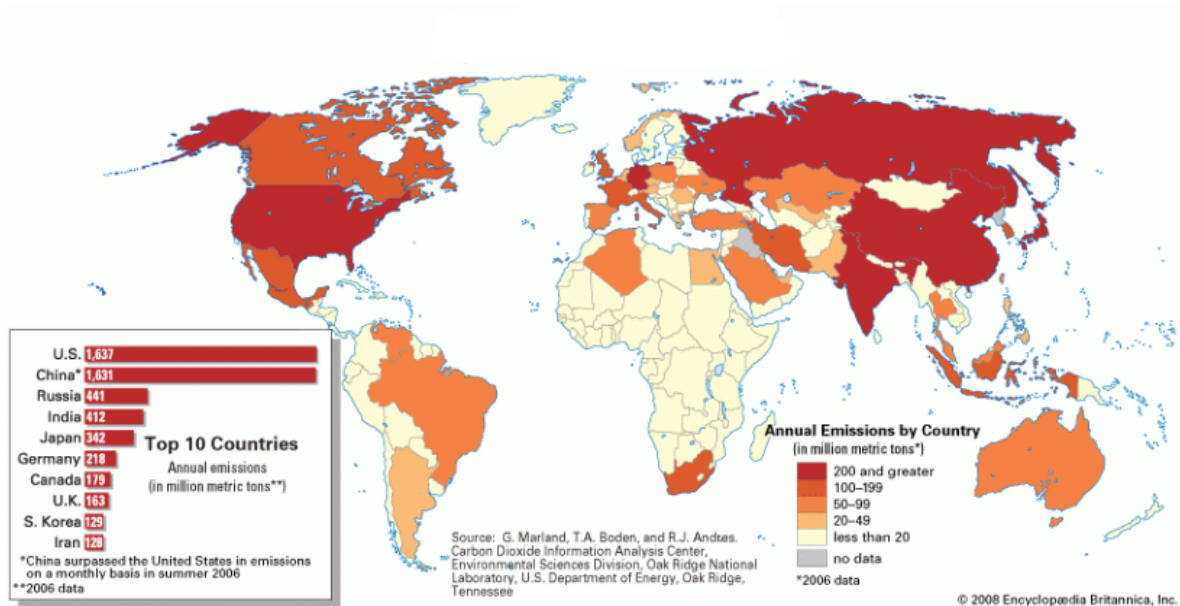 U.S. 1,637
China* 1,631
Russia 441
India 412
Japan 342
Germany 218
Canada 179
U.K. 163
S. Korea 129
Iran 128
Top 10 Countries
Annual emissions
(in million metric tons**)
*China surpassed the United States in emissions
on a monthly basis in summer 2006
**2006 data
Source: G. Marland, T.A. Boden, and R.J. Andres.
Carbon Dioxide Information Analysis Center,
Environmental Sciences Division, Oak Ridge National
Laboratory, U.S. Department of Energy, Oak Ridge,
Tennessee
Annual Emissions by Country
(in million metric tons*)
200 and greater
100–199
50–99
20–49
less than 20
no data
*2006 data
© 2008 Encyclopædia Britannica, Inc.